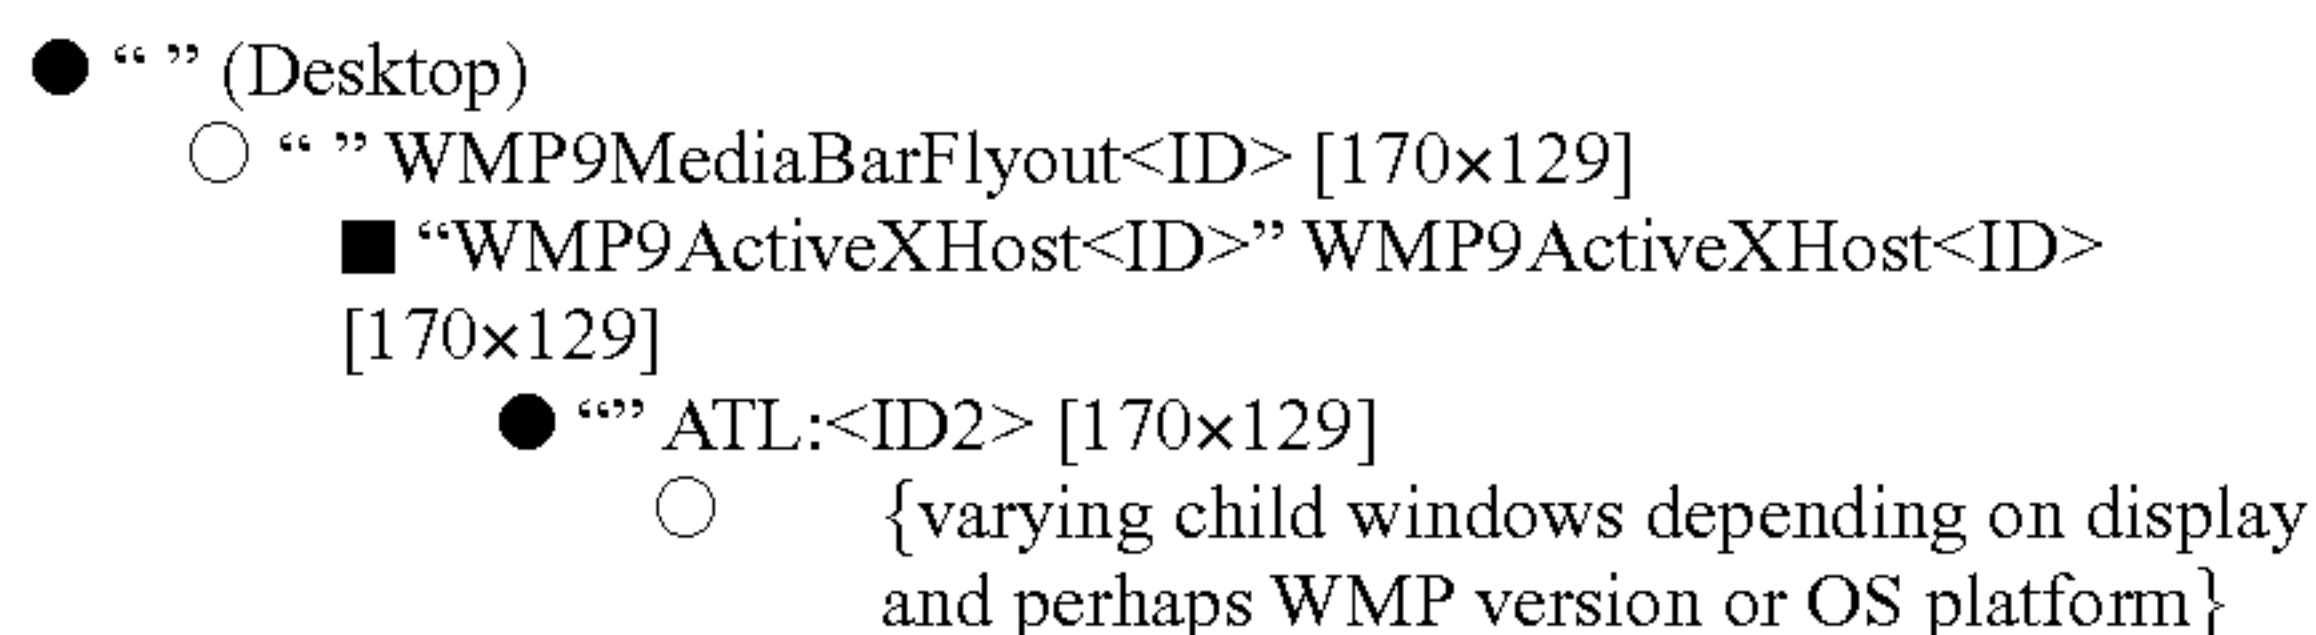 ● “ ” (Desktop)
○ “ ” WMP9MediaBarFlyout<ID> [170×129]
■ “WMP9ActiveXHost<ID>” WMP9ActiveXHost<ID>
[170×129]
● “” ATL:<ID2> [170×129]
○ {varying child windows depending on display
and perhaps WMP version or OS platform}